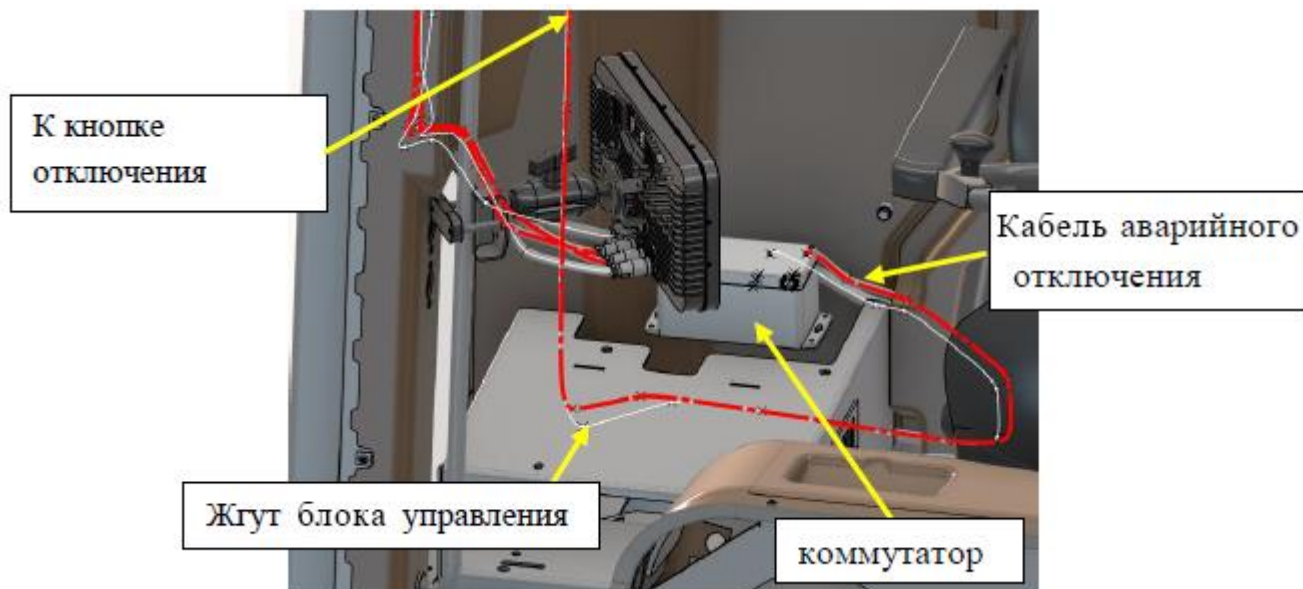 К кнопке
отключения
Кабель аварийного
отключения
Жгут блока управления
коммутатор